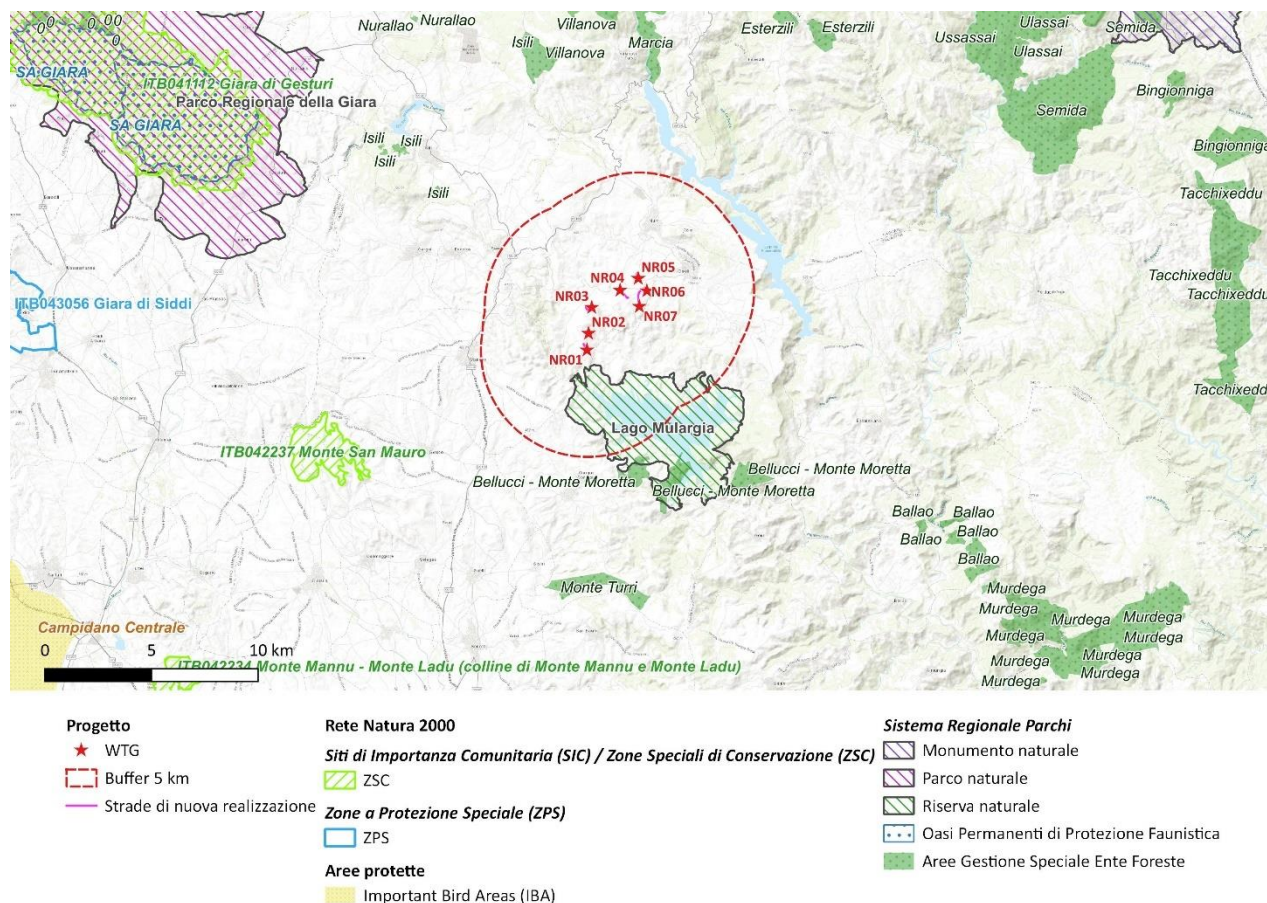 Nurallao
Nurallao
Villanova
Isili
Villanova
Marcia
Esterzili
Esterzili
Ussassai
Ulassai
Ulassai
Semida
Semida
Bingionniga
Bingionniga
SA GIARA
ITB041112 Giara di Gesturi
Parco Regionale della Giara
SA GIARA
Isili
Isili
Isili
Isili
Isili
Tacchixeddu
Tacchixeddu
Tacchixeddu
Tacchixeddu
ITB043056 Giara di Siddi
NR05
NR04
NR06
NR03
NR07
NR02
NR01
Lago Mulargia
ITB042237 Monte San Mauro
Bellucci - Monte Moretta
Bellucci - Monte Moretta
Bellucci - Monte Moretta
Ballao
Ballao
Ballao
Ballao
Ballao
Monte Turri
Murdega
Murdega
Murdega
Murdega
Murdega
Murdega
Murdega
Murdega
Murdega
Campidano Centrale
0 5 10 km
ITB042234 Monte Mannu - Monte Ladu (colline di Monte Mannu e Monte Ladu)
Progetto
WTG
Buffer 5 km
Strade di nuova realizzazione
Rete Natura 2000
Siti di Importanza Comunitaria (SIC) / Zone Speciali di Conservazione (ZSC)
ZSC
Zone a Protezione Speciale (ZPS)
ZPS
Aree protette
Important Bird Areas (IBA)
Sistema Regionale Parchi
Monumento naturale
Parco naturale
Riserva naturale
Oasi Permanenti di Protezione Faunistica
Aree Gestione Speciale Ente Foreste